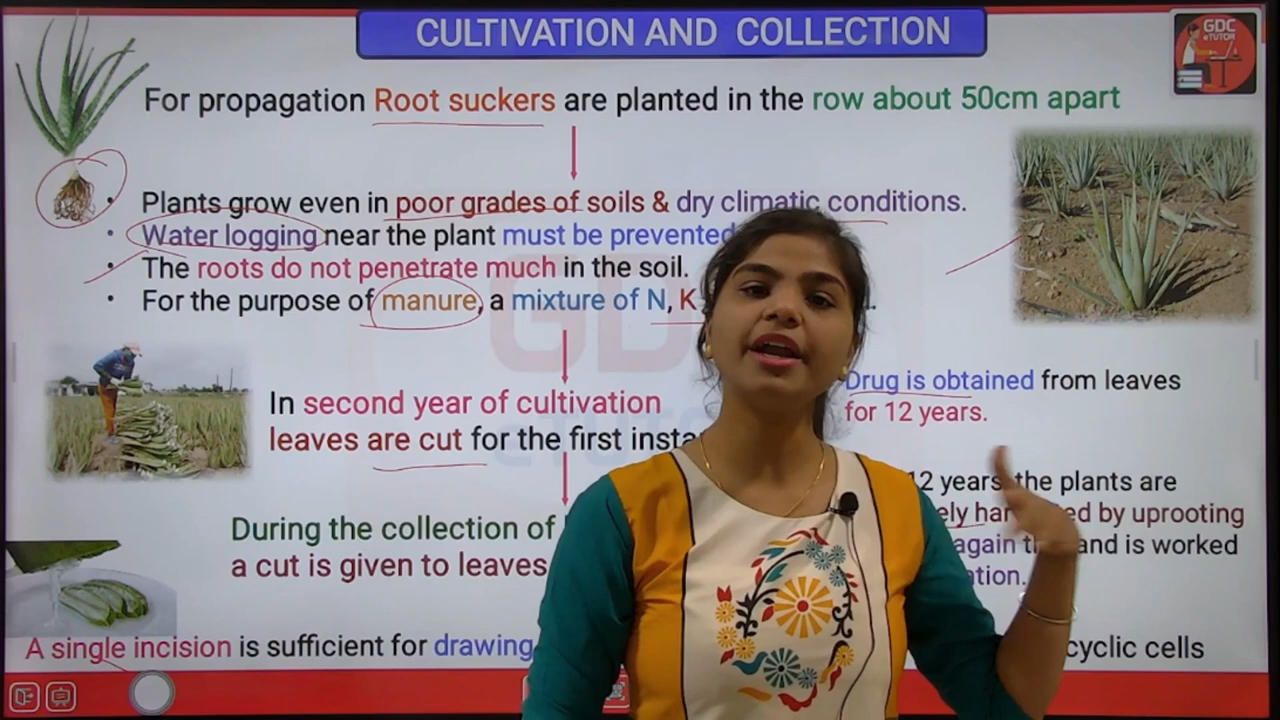 CULTIVATION AND COLLECTION
GDC
eTUTOR
For propagation Root suckers are planted in the row about 50cm apart
• Plants grow even in poor grades of soils & dry climatic conditions.
• Water logging near the plant must be prevented
• The roots do not penetrate much in the soil.
• For the purpose of manure, a mixture of N, K
In second year of cultivation
leaves are cut for the first
Drug is obtained from leaves
for 12 years.
12 years the plants are
by uprooting
again and is worked
During the collection of
a cut is given to leaves
A single incision is sufficient for drawing
cells